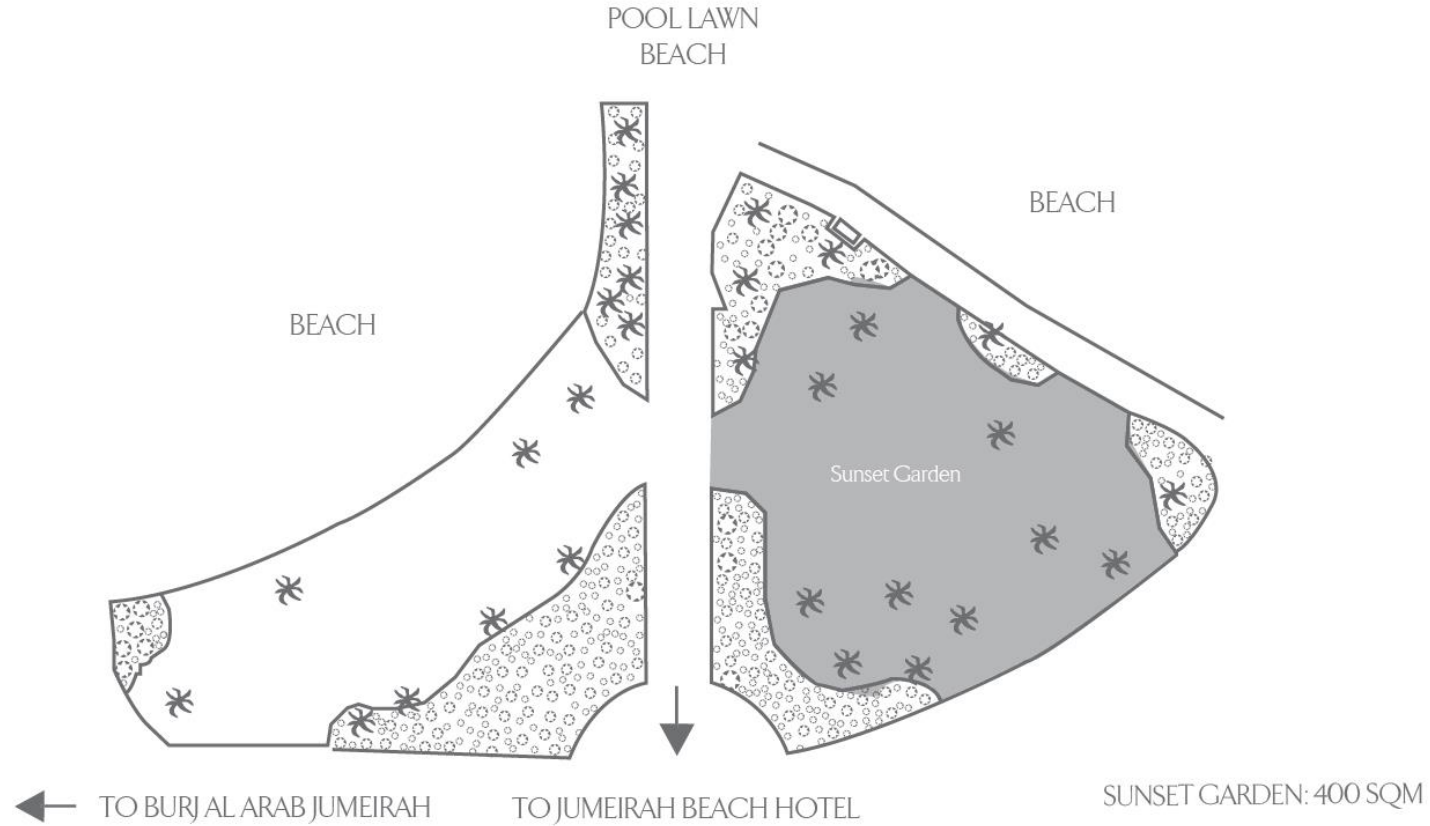 POOL LAWN
BEACH
BEACH
BEACH
Sunset Garden
TO BURJ AL ARAB JUMEIRAH
TO JUMEIRAH BEACH HOTEL
SUNSET GARDEN: 400 SQM